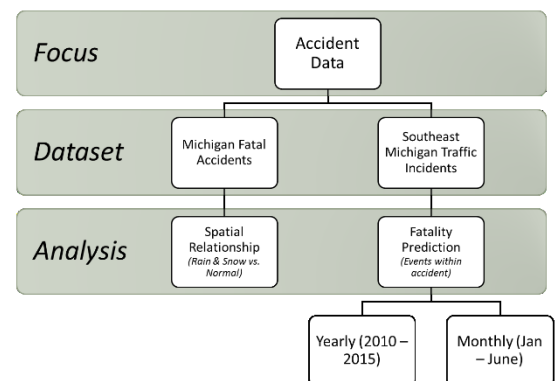 Focus
Accident
Data
Dataset
Michigan Fatal
Accidents
Southeast
Michigan Traffic
Incidents
Analysis
Spatial
Relationship
(Rain & Snow vs.
Normal)
Fatality
Prediction
(Events within
accident)
Yearly (2010 –
2015)
Monthly (Jan
– June)